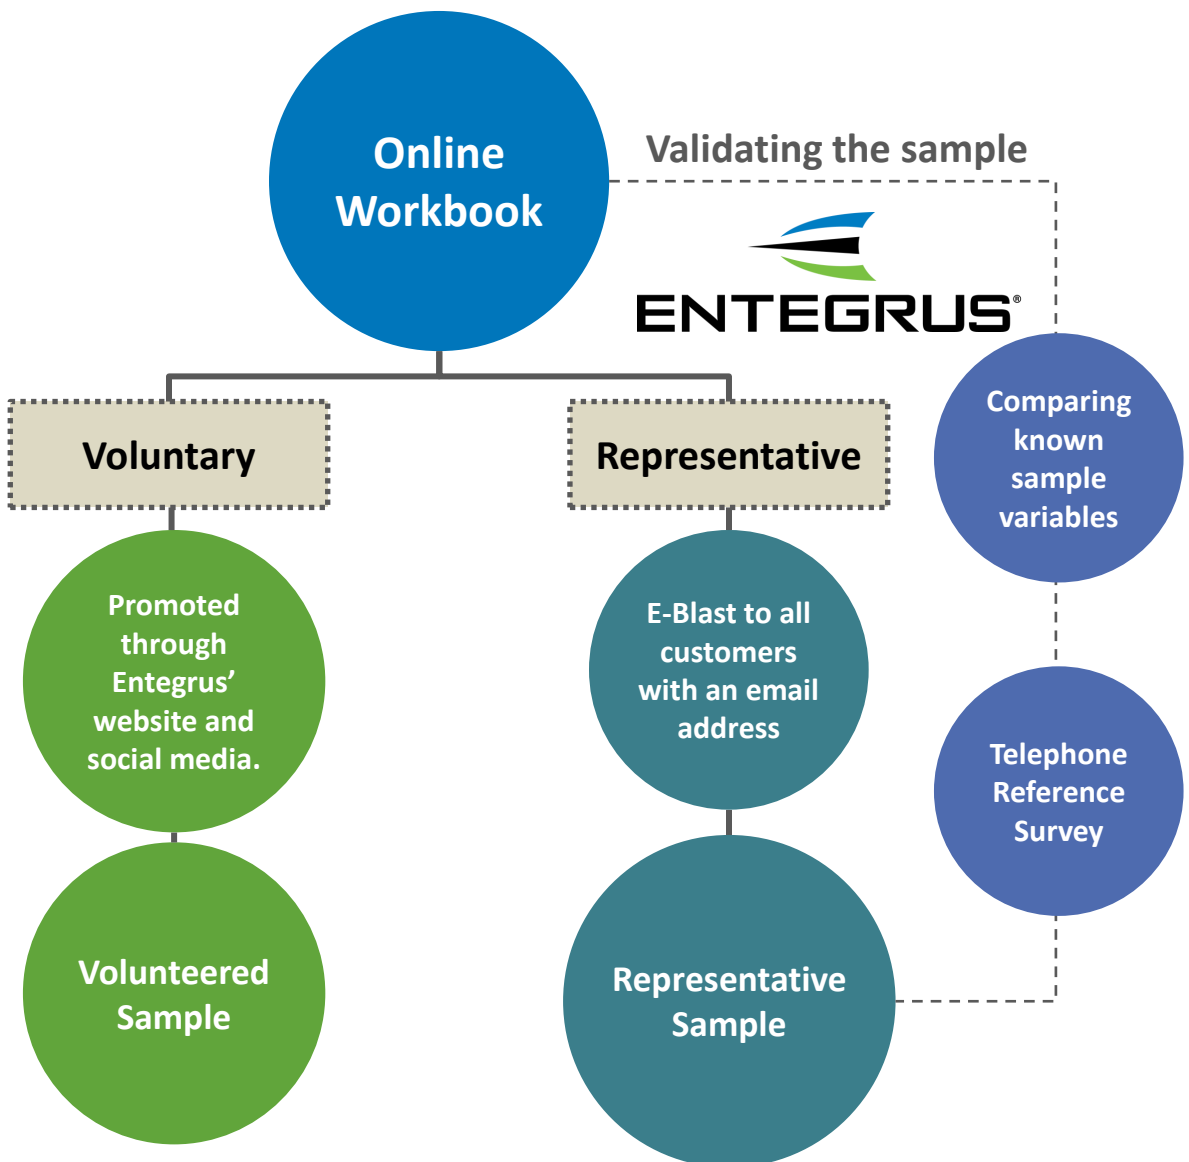 Online
Workbook
Validating the sample
ENTEGRUS®
Voluntary
Representative
Comparing
known
sample
variables
Promoted
through
Entegrus’
website and
social media.
E-Blast to all
customers
with an email
address
Telephone
Reference
Survey
Volunteered
Sample
Representative
Sample